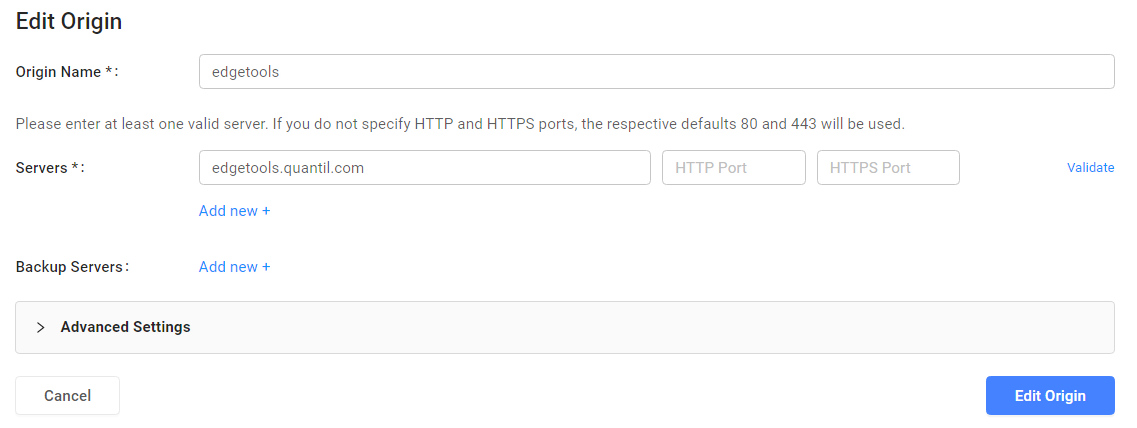 Edit Origin
Origin Name * : edgetools
Please enter at least one valid server. If you do not specify HTTP and HTTPS ports, the respective defaults 80 and 443 will be used.
Servers * : edgetools.quantil.com HTTP Port HTTPS Port Validate
Add new +
Backup Servers : Add new +
Advanced Settings
Cancel Edit Origin